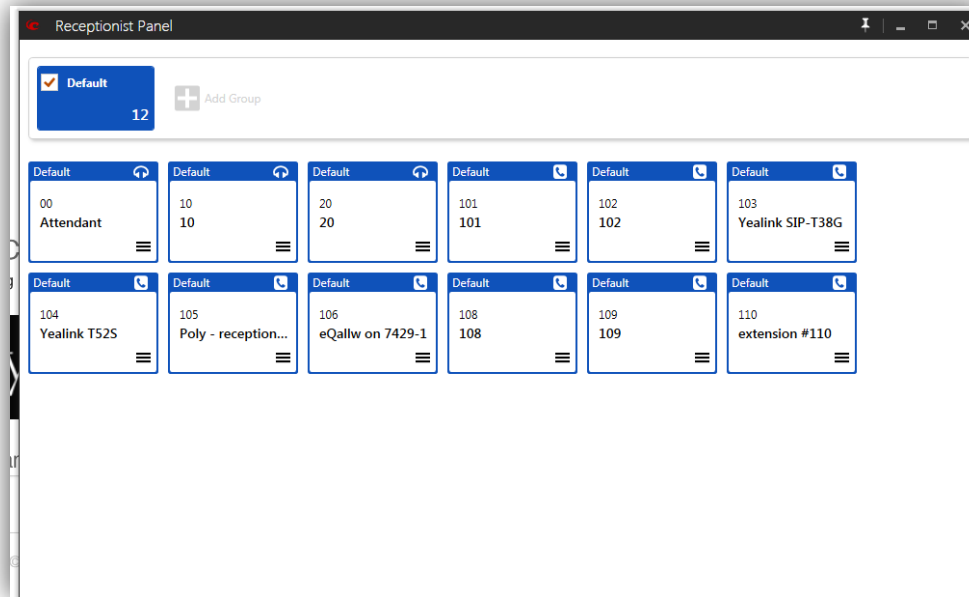 Receptionist Panel
Default
12
Add Group
Default
00
Attendant
Default
10
10
Default
20
20
Default
101
101
Default
102
102
Default
103
Yealink SIP-T38G
Default
104
Yealink T52S
Default
105
Poly - reception...
Default
106
eQallw on 7429-1
Default
108
108
Default
109
109
Default
110
extension #110